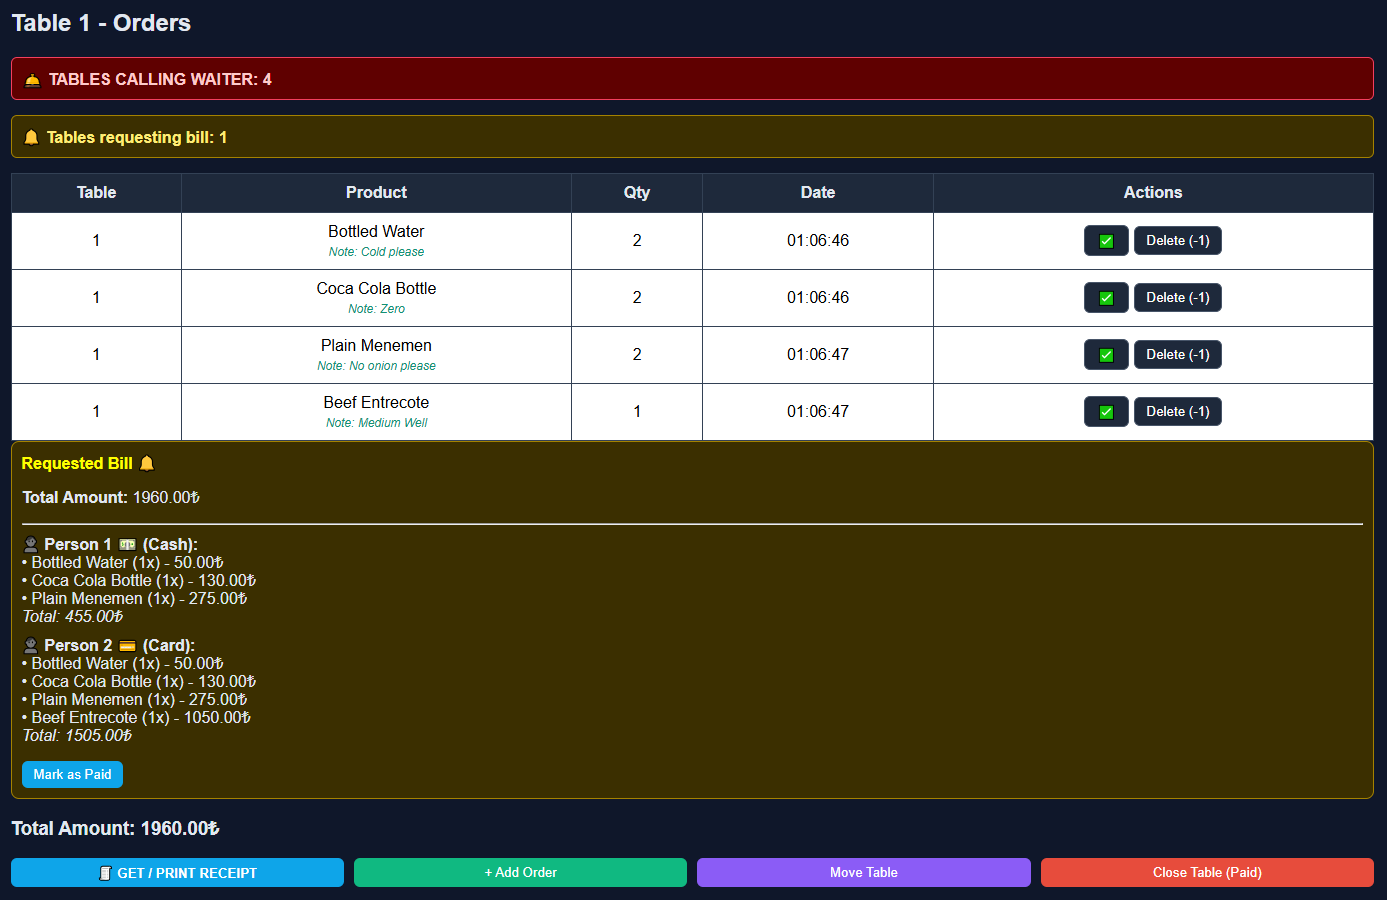 Table 1 - Orders
🛎️ TABLES CALLING WAITER: 4
🔔 Tables requesting bill: 1
Table Product Qty Date Actions
1 Bottled Water 2 01:06:46 ✅ Delete (-1)
Note: Cold please
1 Coca Cola Bottle 2 01:06:46 ✅ Delete (-1)
Note: Zero
1 Plain Menemen 2 01:06:47 ✅ Delete (-1)
Note: No onion please
1 Beef Entrecote 1 01:06:47 ✅ Delete (-1)
Note: Medium Well
Requested Bill 🔔
Total Amount: 1960.00₺
👤 Person 1 💵 (Cash):
• Bottled Water (1x) - 50.00₺
• Coca Cola Bottle (1x) - 130.00₺
• Plain Menemen (1x) - 275.00₺
Total: 455.00₺
👤 Person 2 💳 (Card):
• Bottled Water (1x) - 50.00₺
• Coca Cola Bottle (1x) - 130.00₺
• Plain Menemen (1x) - 275.00₺
• Beef Entrecote (1x) - 1050.00₺
Total: 1505.00₺
Mark as Paid
Total Amount: 1960.00₺
🧾 GET / PRINT RECEIPT + Add Order Move Table Close Table (Paid)